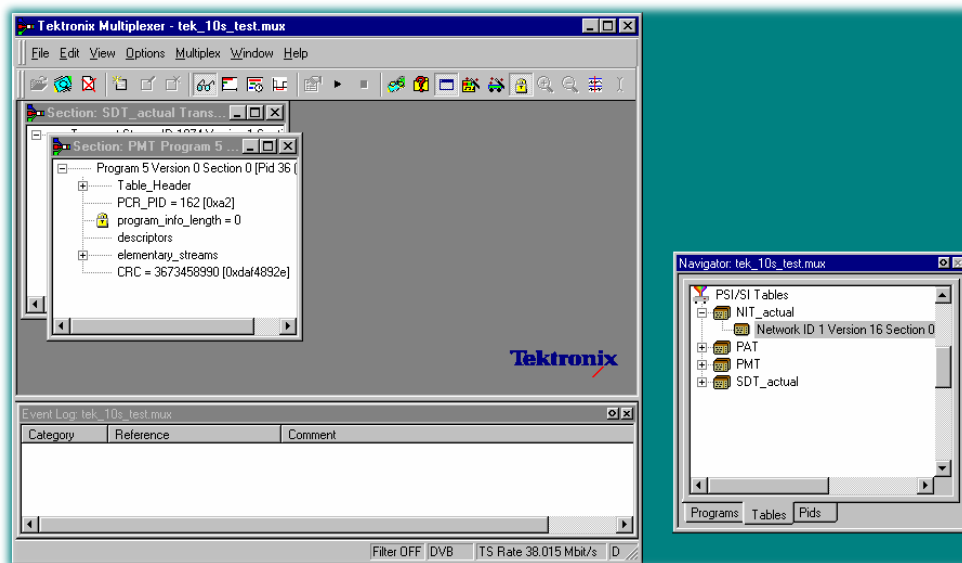 Tektronix Multiplexer - tek_10s_test.mux
File Edit View Options Multiplex Window Help
Section: SDT_actual Trans...
Section: PMT Program 5 ...
Program 5 Version 0 Section 0 [Pid 36 (
Table_Header
PCR_PID = 162 [0xa2]
program_info_length = 0
descriptors
elementary_streams
CRC = 3673458990 [0xdaf4892e]
Tektronix
Event Log: tek_10s_test.mux
Category Reference Comment
Filter OFF DVB TS Rate 38.015 Mbit/s D
Navigator: tek_10s_test.mux
PSI/SI Tables
NIT_actual
Network ID 1 Version 16 Section 0
PAT
PMT
SDT_actual
Programs Tables Pids